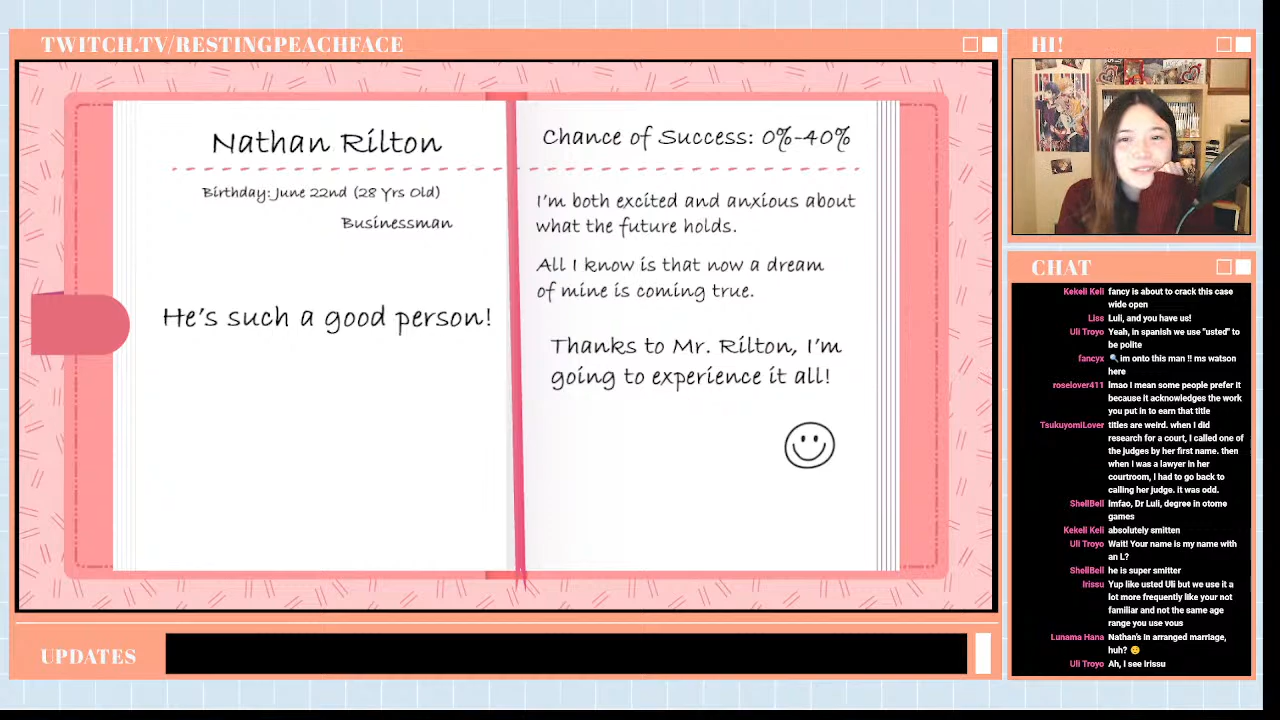 TWITCH.TV/RESTINGPEACHFACE
Nathan Rilton
Birthday: June 22nd (28 Yrs Old)
Businessman
He's such a good person!
Chance of Success: 0%-40%
I'm both excited and anxious about
what the future holds.
All I know is that now a dream
of mine is coming true.
Thanks to Mr. Rilton, I'm
going to experience it all!
UPDATES
HI!
CHAT
Kekeli Keli fancy is about to crack this case
wide open
Liss Luli, and you have us!
Uli Troyo Yeah, in spanish we use "usted" to
be polite
fancyx 🔍im onto this man !! ms watson
here
roselover411 lmao I mean some people prefer it
because it acknowledges the work
you put in to earn that title
TsukuyomiLover titles are weird. when I did
research for a court, I called one of
the judges by her first name. then
when I was a lawyer in her
courtroom, I had to go back to
calling her judge. it was odd.
ShellBell lmfao, Dr Luli, degree in otome
games
Kekeli Keli absolutely smitten
Uli Troyo Wait! Your name is my name with
an L?
ShellBell he is super smitter
Irissu Yup like usted Uli but we use it a
lot more frequently like your not
familiar and not the same age
range you use vous
Lunama Hana Nathan's in arranged marriage,
huh?
Uli Troyo Ah, I see Irissu